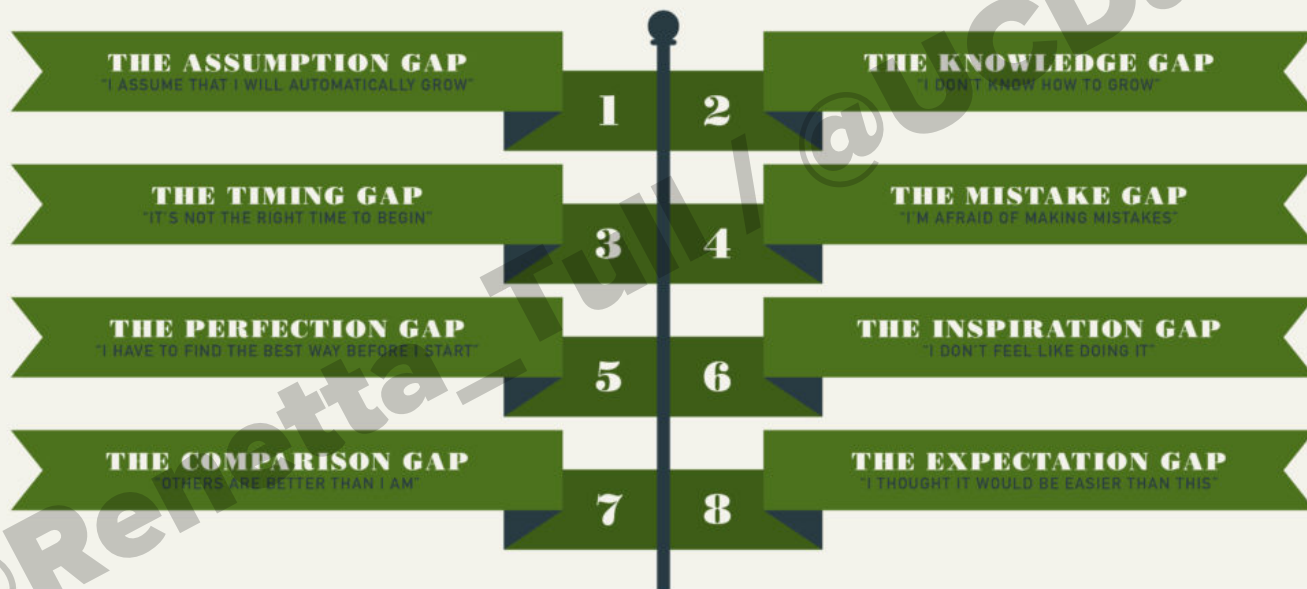 THE ASSUMPTION GAP
"I ASSUME THAT I WILL AUTOMATICALLY GROW"
1
2
THE KNOWLEDGE GAP
"I DON'T KNOW HOW TO GROW"
THE TIMING GAP
"IT'S NOT THE RIGHT TIME TO BEGIN"
3
4
THE MISTAKE GAP
"I'M AFRAID OF MAKING MISTAKES"
THE PERFECTION GAP
"I HAVE TO FIND THE BEST WAY BEFORE I START"
5
6
THE INSPIRATION GAP
"I DON'T FEEL LIKE DOING IT"
THE COMPARISON GAP
"OTHERS ARE BETTER THAN I AM"
7
8
THE EXPECTATION GAP
"I THOUGHT IT WOULD BE EASIER THAN THIS"
@Renetta_Tull /